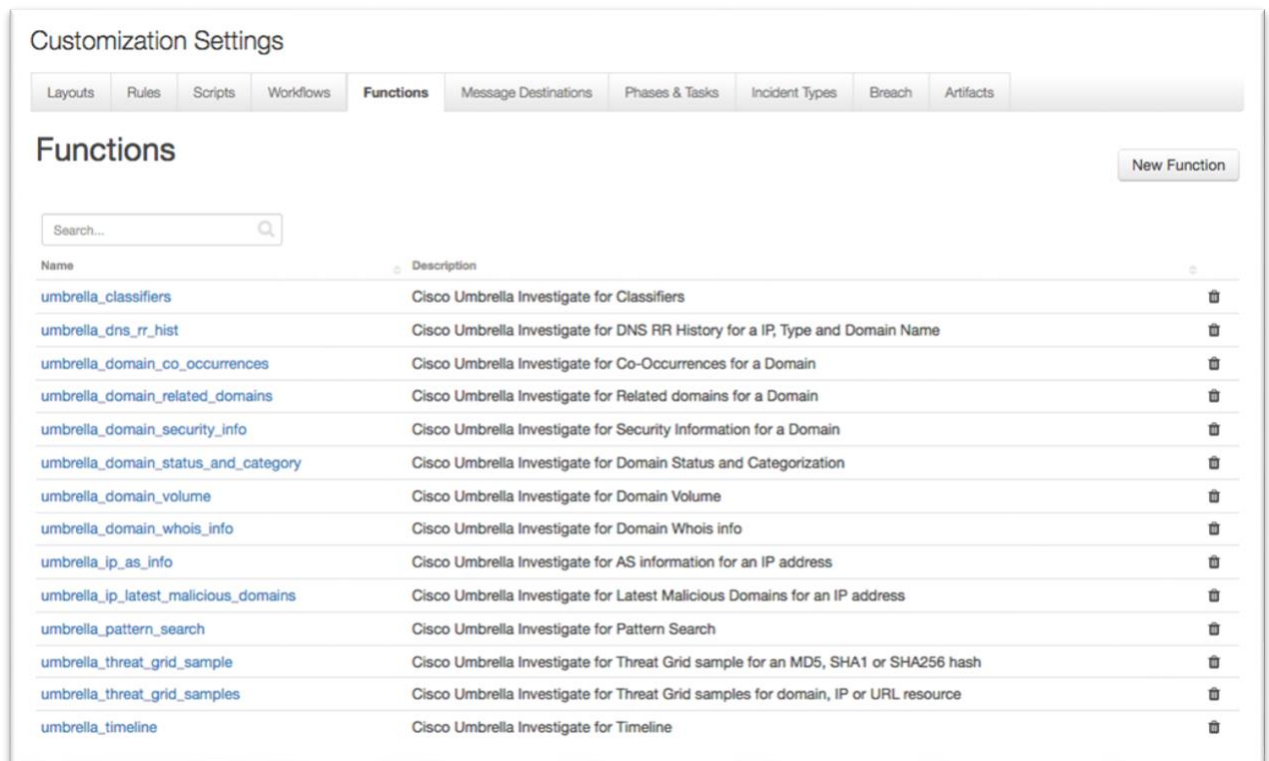 Customization Settings
Layouts Rules Scripts Workflows Functions Message Destinations Phases & Tasks Incident Types Breach Artifacts
Functions
New Function
Search...
Name Description
umbrella_classifiers Cisco Umbrella Investigate for Classifiers
umbrella_dns_rr_hist Cisco Umbrella Investigate for DNS RR History for a IP, Type and Domain Name
umbrella_domain_co_occurrences Cisco Umbrella Investigate for Co-Occurrences for a Domain
umbrella_domain_related_domains Cisco Umbrella Investigate for Related domains for a Domain
umbrella_domain_security_info Cisco Umbrella Investigate for Security Information for a Domain
umbrella_domain_status_and_category Cisco Umbrella Investigate for Domain Status and Categorization
umbrella_domain_volume Cisco Umbrella Investigate for Domain Volume
umbrella_domain_whois_info Cisco Umbrella Investigate for Domain Whois info
umbrella_ip_as_info Cisco Umbrella Investigate for AS information for an IP address
umbrella_ip_latest_malicious_domains Cisco Umbrella Investigate for Latest Malicious Domains for an IP address
umbrella_pattern_search Cisco Umbrella Investigate for Pattern Search
umbrella_threat_grid_sample Cisco Umbrella Investigate for Threat Grid sample for an MD5, SHA1 or SHA256 hash
umbrella_threat_grid_samples Cisco Umbrella Investigate for Threat Grid samples for domain, IP or URL resource
umbrella_timeline Cisco Umbrella Investigate for Timeline